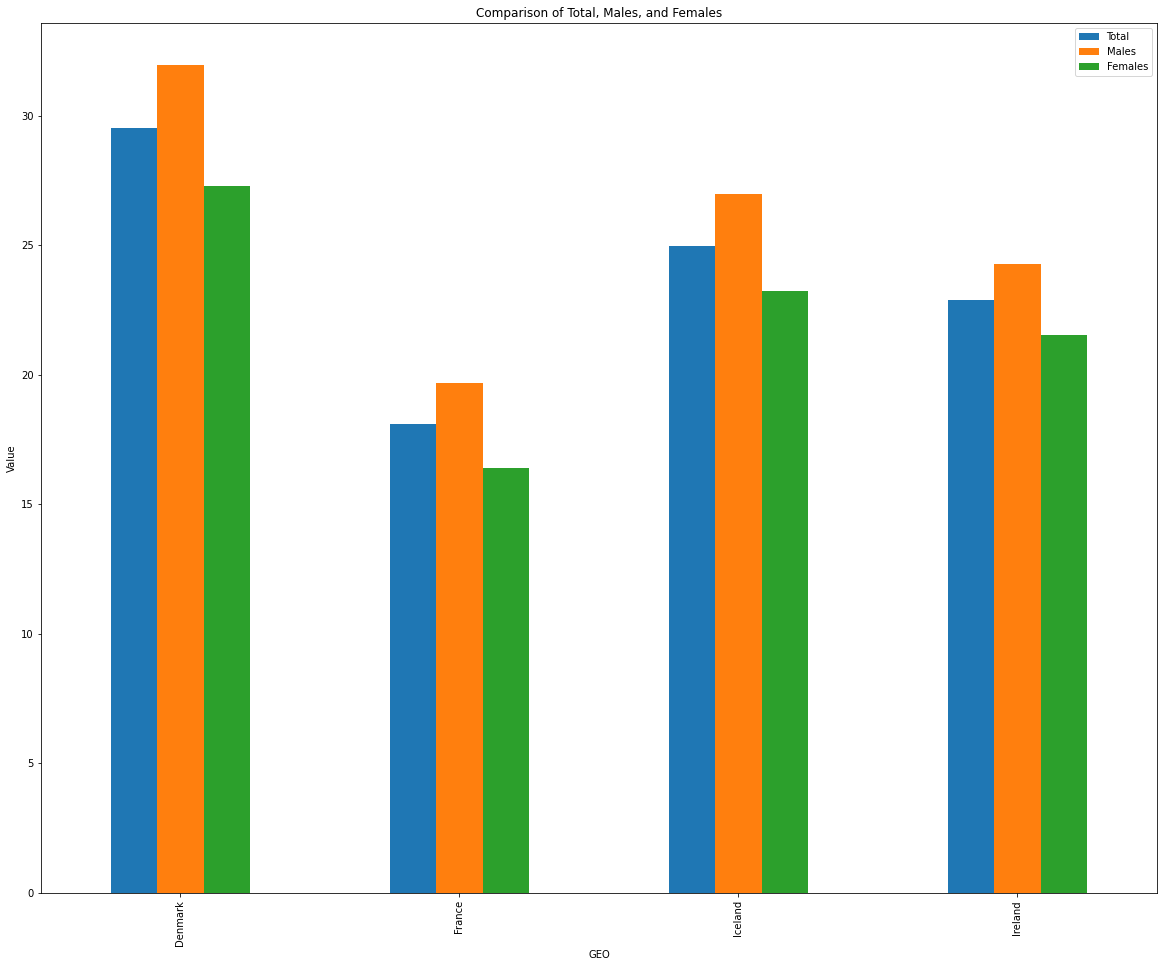 Comparison of Total, Males, and Females
Total
Males
Females
30
25
20
15
10
5
0
Value
Denmark
France
Iceland
Ireland
GEO